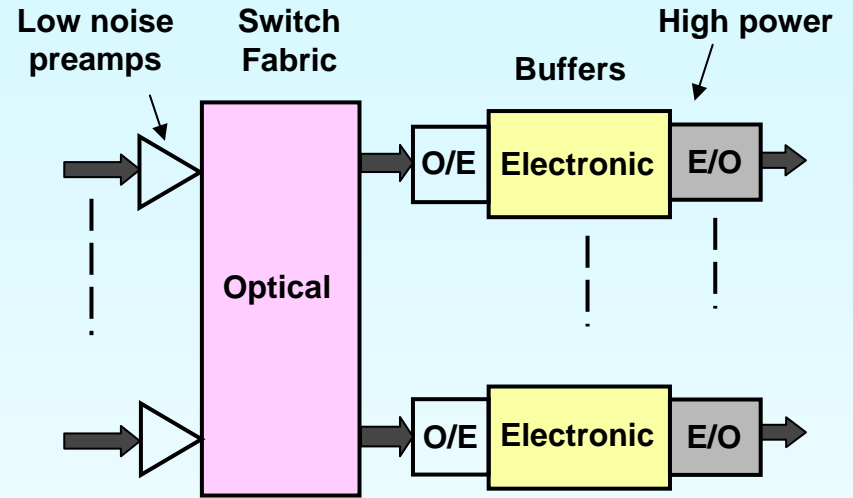 Low noise
preamps
Switch
Fabric
Buffers
High power
O/E
Electronic
E/O
Optical
O/E
Electronic
E/O